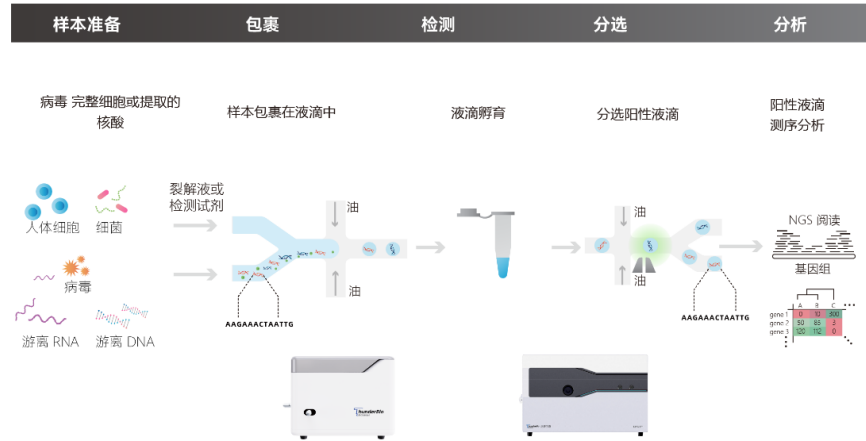 样本准备
包裹
检测
分选
分析
病毒 完整细胞或提取的
核酸
样本包裹在液滴中
液滴孵育
分选阳性液滴
阳性液滴
测序分析
裂解液或
检测试剂
人体细胞
细菌
病毒
游离 RNA
游离 DNA
油
油
AAGAAACTAATTG
油
油
AAGAAACTAATTG
NGS 阅读
基因组
A B C
gene 1 0 10 300
gene 2 50 85 3
gene 3 120 112 0
ThunderBio